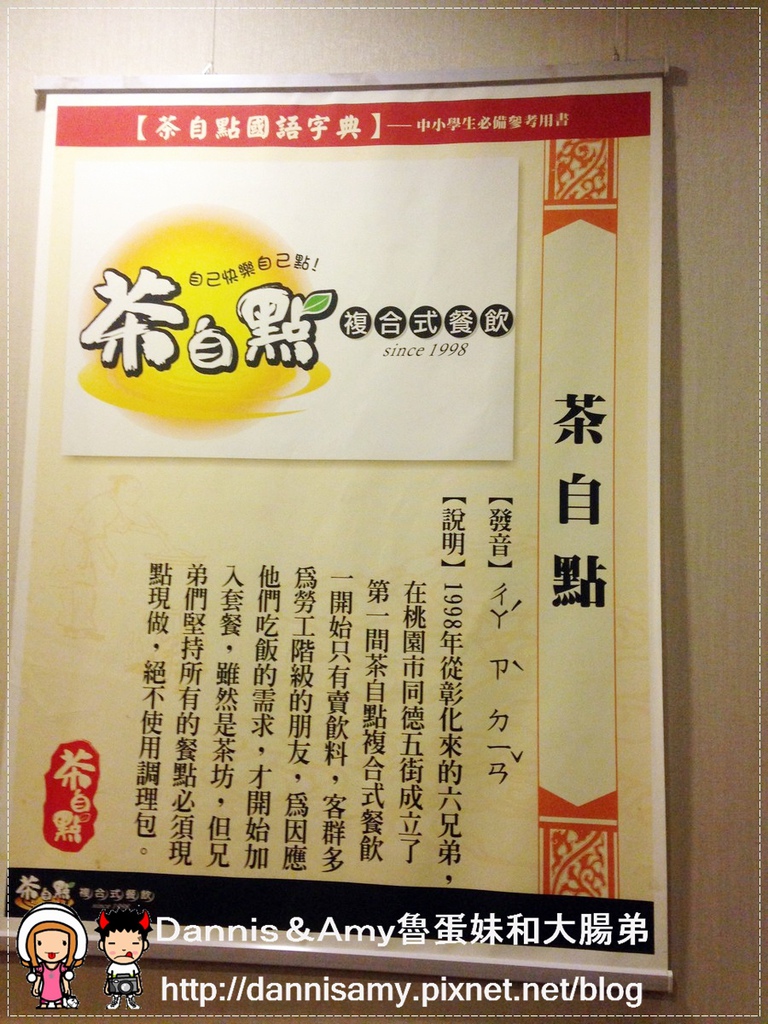 【茶自點國語字典】—中小學生必備參考用書
自己快樂自己點!
茶自點
複合式餐飲
since 1998
茶自點
【發音】ㄔㄚˊ ㄗˋ ㄉㄧㄢˇ
【說明】1998年從彰化來的六兄弟，
在桃園市同德五街成立了
第一間茶自點複合式餐飲
一開始只有賣飲料，客群多
為勞工階級的朋友，為因應
他們吃飯的需求，才開始加
入套餐，雖然是茶坊，但兄
弟們堅持所有的餐點必須現
點現做，絕不使用調理包。
茶自點
茶自點 複合式餐飲
Dannis & Amy魯蛋妹和大腸弟
http://dannisamy.pixnet.net/blog